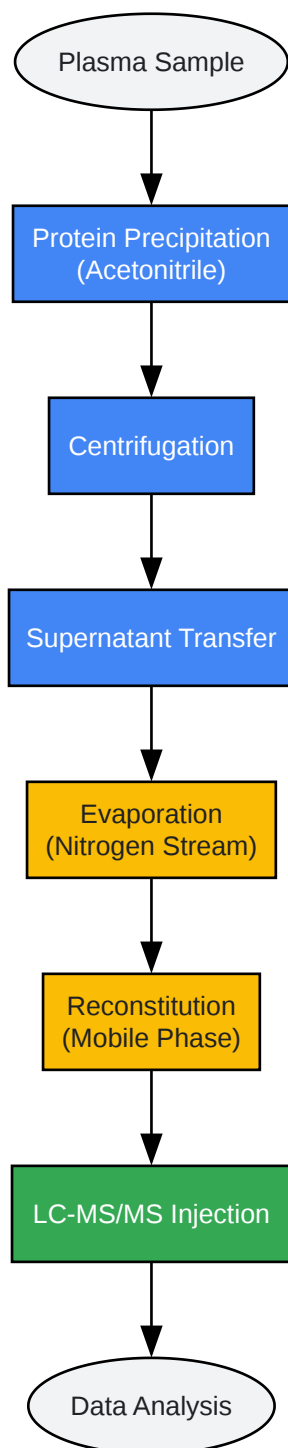 Plasma Sample
Protein Precipitation
(Acetonitrile)
Centrifugation
Supernatant Transfer
Evaporation
(Nitrogen Stream)
Reconstitution
(Mobile Phase)
LC-MS/MS Injection
Data Analysis